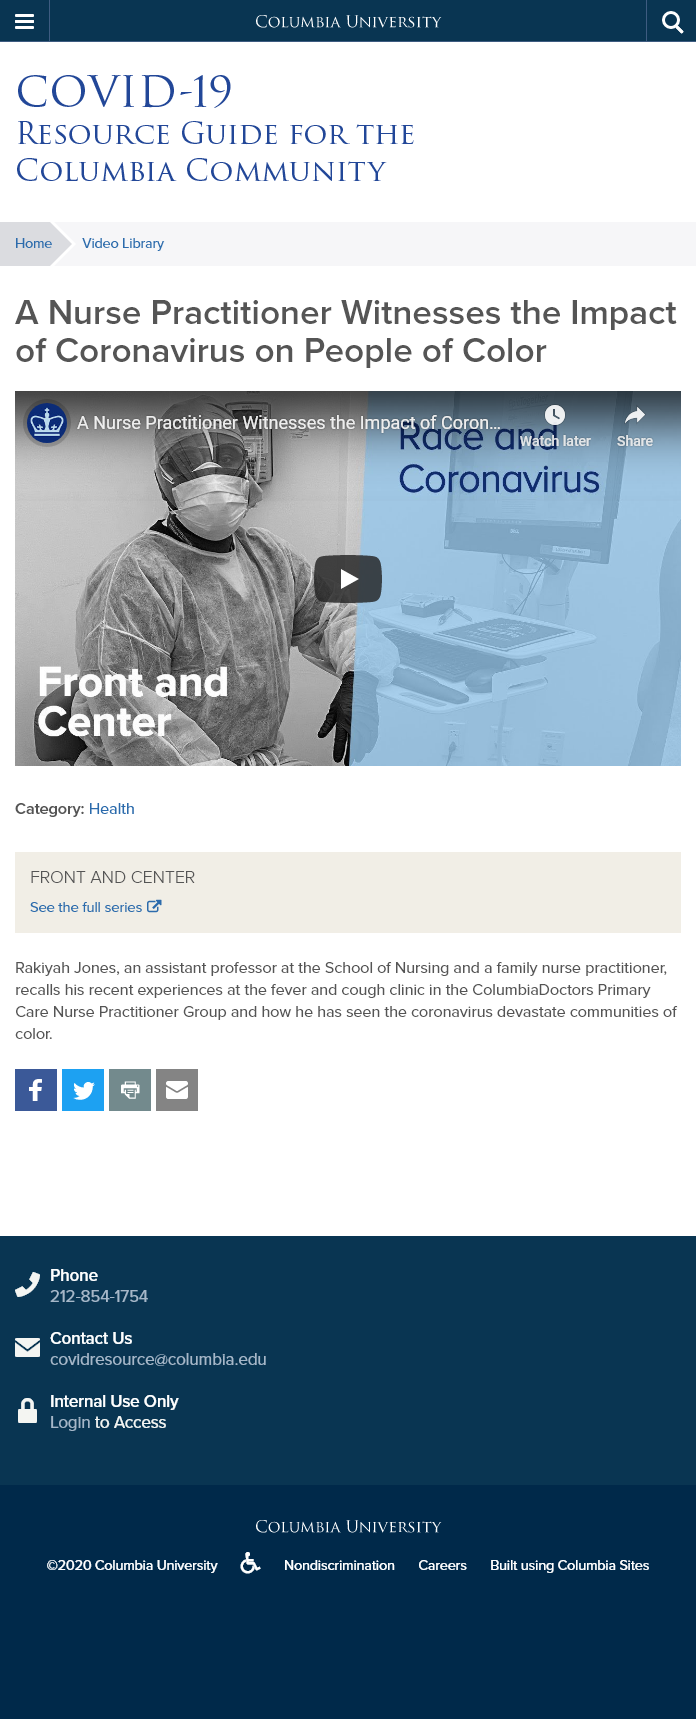 COLUMBIA UNIVERSITY
COVID-19
RESOURCE GUIDE FOR THE
COLUMBIA COMMUNITY
Home
Video Library
A Nurse Practitioner Witnesses the Impact
of Coronavirus on People of Color
A Nurse Practitioner Witnesses the Impact of Coron...
Watch later
Share
Race and
Coronavirus
Front and
Center
Category: Health
FRONT AND CENTER
See the full series
Rakiyah Jones, an assistant professor at the School of Nursing and a family nurse practitioner,
recalls his recent experiences at the fever and cough clinic in the ColumbiaDoctors Primary
Care Nurse Practitioner Group and how he has seen the coronavirus devastate communities of
color.
Phone
212-854-1754
Contact Us
covidresource@columbia.edu
Internal Use Only
Login to Access
COLUMBIA UNIVERSITY
©2020 Columbia University
Nondiscrimination
Careers
Built using Columbia Sites